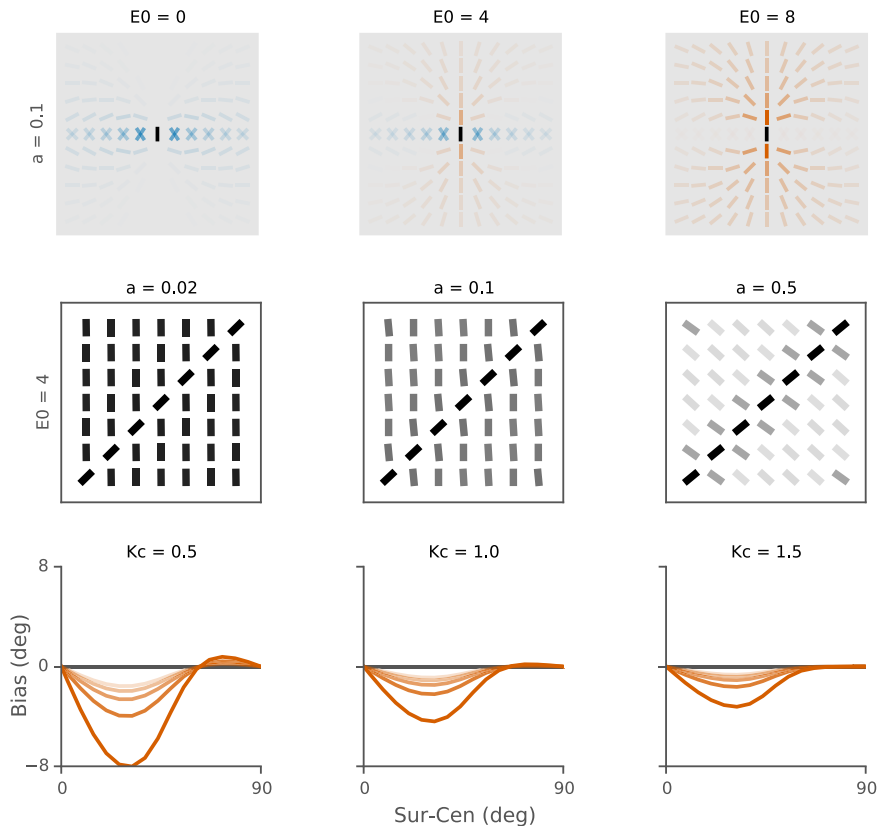 E0 = 0 E0 = 4 E0 = 8
a = 0.1
a = 0.02 a = 0.1 a = 0.5
E0 = 4
Kc = 0.5 Kc = 1.0 Kc = 1.5
8
0
−8
Bias (deg)
0 90 0 90 0 90
Sur-Cen (deg)